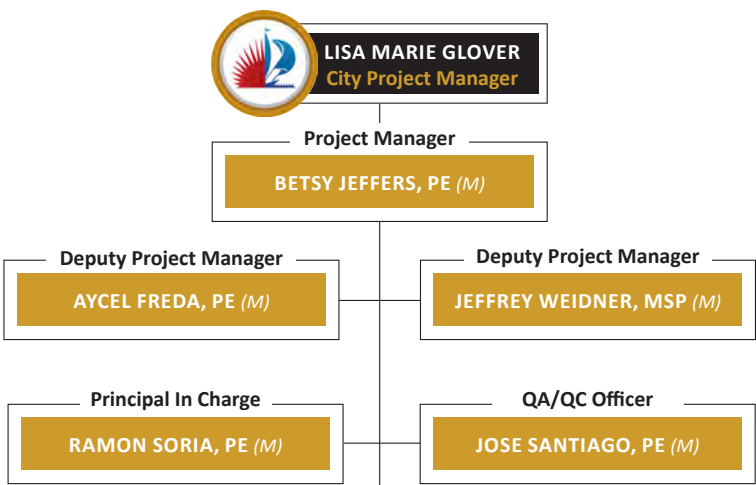 LISA MARIE GLOVER
City Project Manager
Project Manager
BETSY JEFFERS, PE (M)
Deputy Project Manager
AYCEL FREDA, PE (M)
Deputy Project Manager
JEFFREY WEIDNER, MSP (M)
Principal In Charge
RAMON SORIA, PE (M)
QA/QC Officer
JOSE SANTIAGO, PE (M)